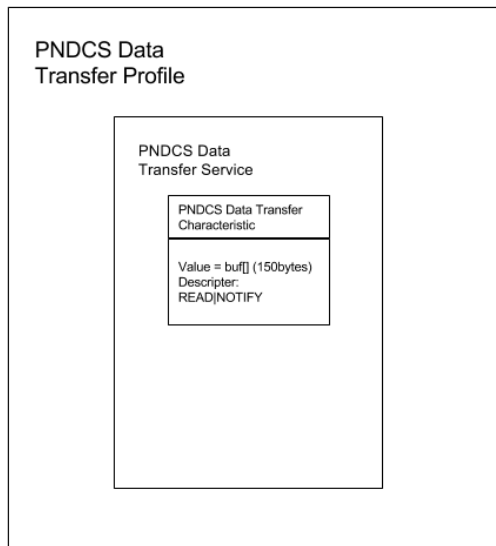 PNDCS Data
Transfer Profile
PNDCS Data
Transfer Service
PNDCS Data Transfer
Characteristic
Value = buf[] (150bytes)
Descripter:
READ|NOTIFY